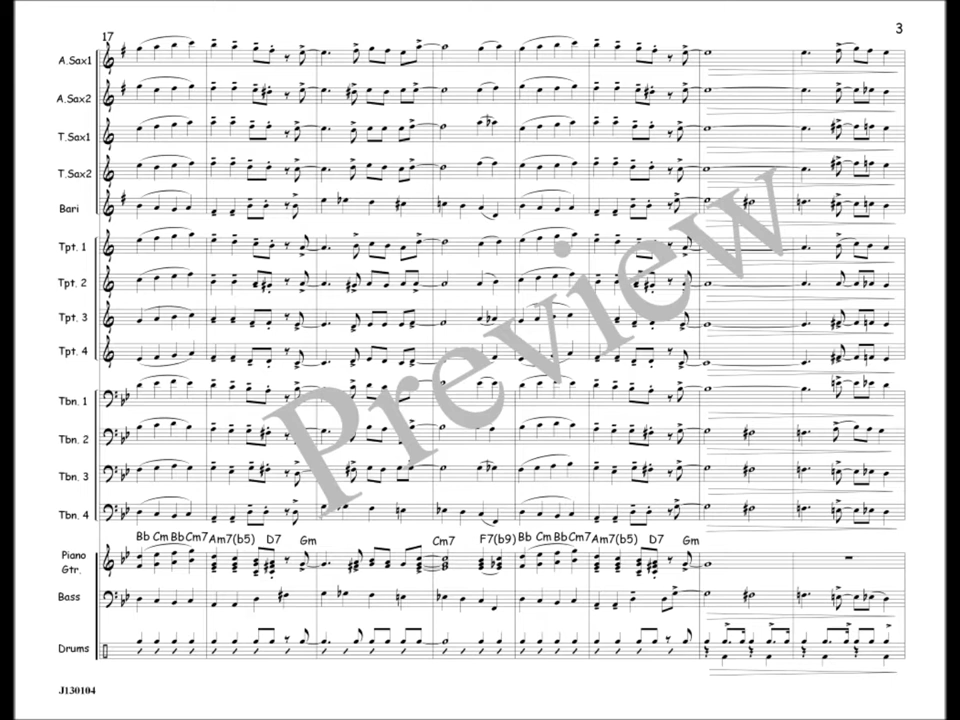 3
17
A.Sax1
A.Sax2
T.Sax1
T.Sax2
Bari
Tpt. 1
Tpt. 2
Tpt. 3
Tpt. 4
Tbn. 1
Tbn. 2
Tbn. 3
Tbn. 4
Bb Cm Bb Cm7 Am7(b5) D7 Gm Cm7 F7(b9) Bb Cm Bb Cm7 Am7(b5) D7 Gm
Piano
Gtr.
Bass
Drums
J130104
Preview